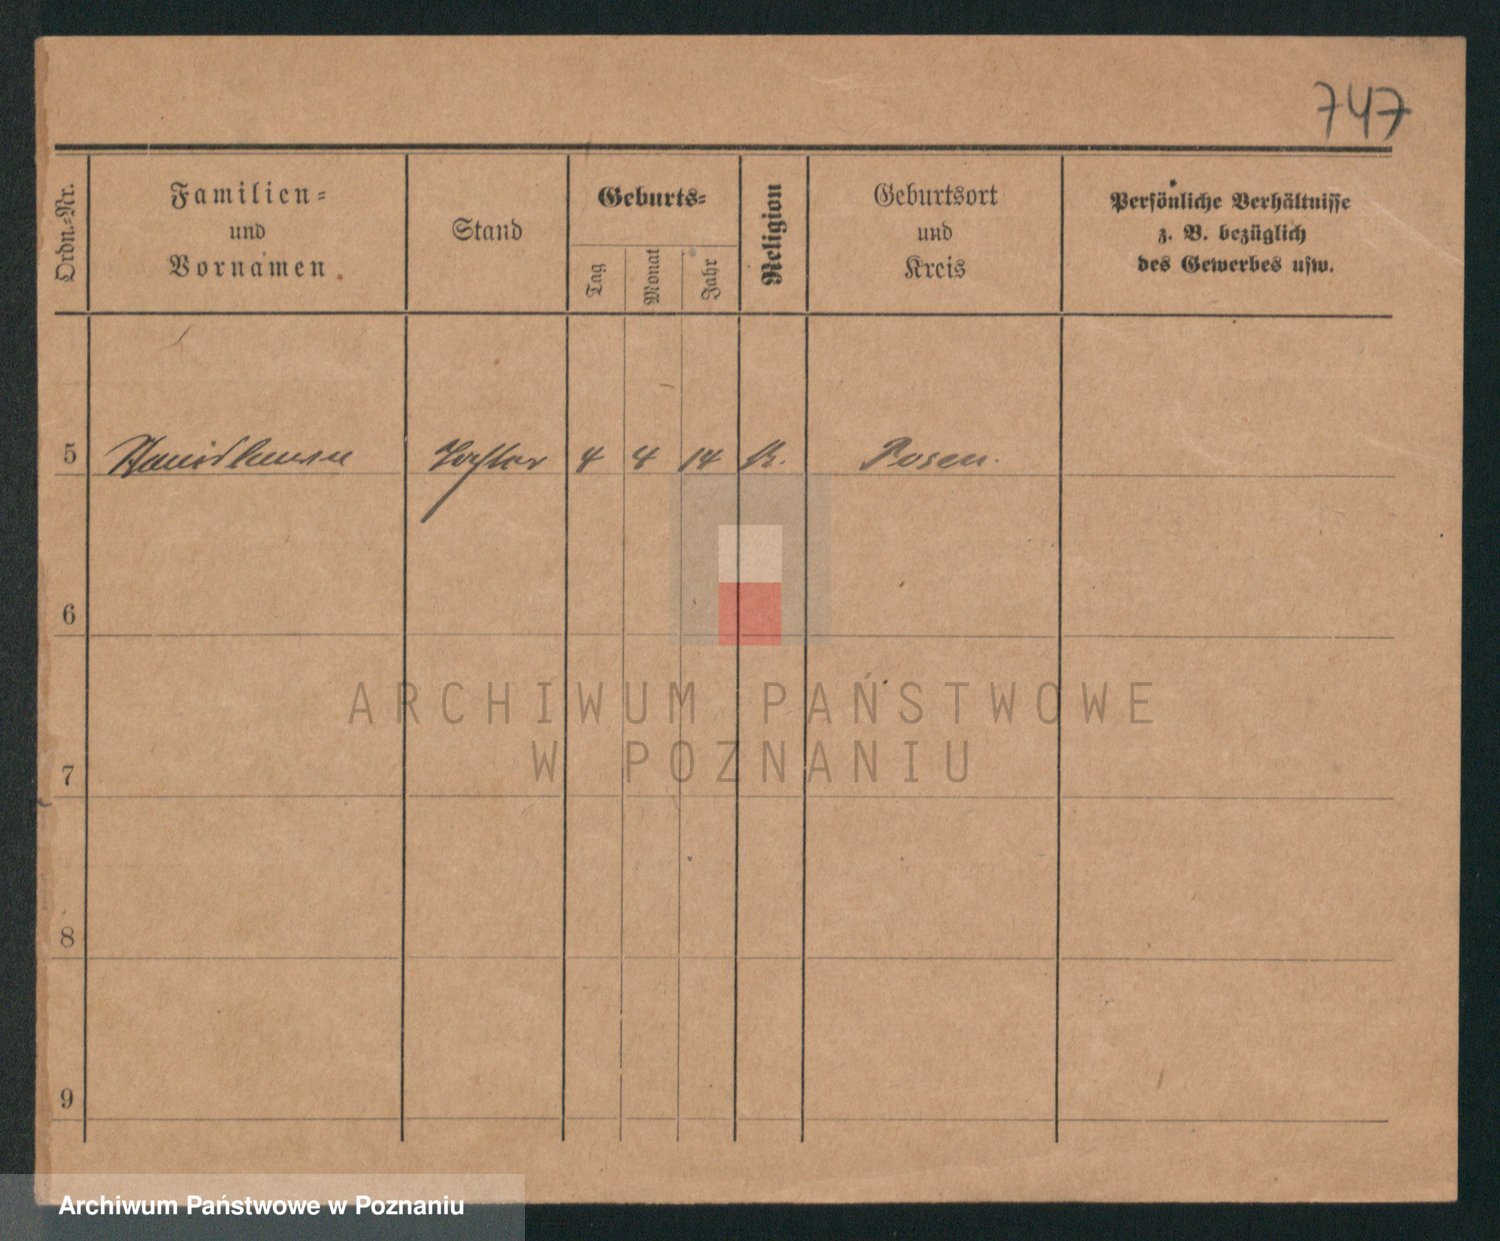 747
Ordn.-Nr.
Familien-
und
Vornamen
Stand
Geburts-
Tag
Monat
Jahr
Religion
Geburtsort
und
Kreis
Persönliche Verhältnisse
z. B. bezüglich
des Gewerbes usw.
5 Tochter 4 4 14 K. Posen.
6
7
8
9
ARCHIWUM PAŃSTWOWE
W POZNANIU
Archiwum Państwowe w Poznaniu